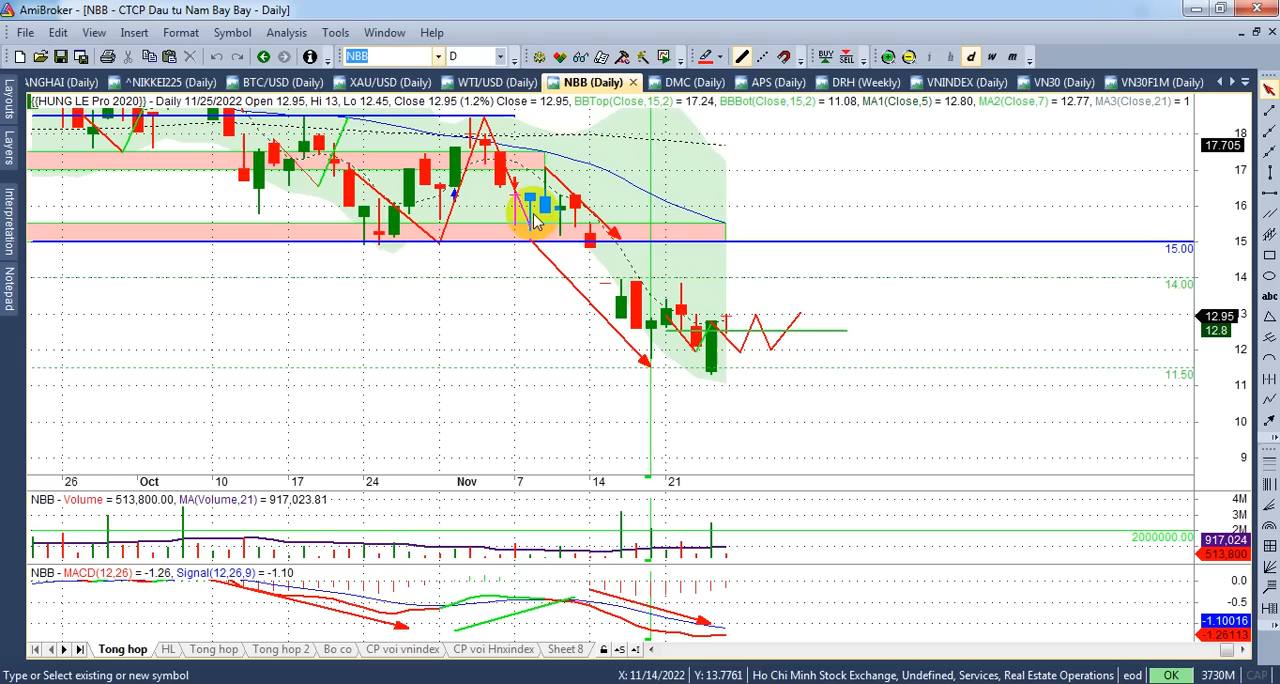 AmiBroker - [NBB - CTCP Dau tu Nam Bay Bay - Daily]
File Edit View Insert Format Symbol Analysis Tools Window Help
NBB D BUY SELL i h d w m
ANGHAI (Daily) ^NIKKEI225 (Daily) BTC/USD (Daily) XAU/USD (Daily) WTI/USD (Daily) NBB (Daily) DMC (Daily) APS (Daily) DRH (Weekly) VNINDEX (Daily) VN30 (Daily) VN30F1M (Daily)
Layouts
Layers
Interpretation
Notepad
{{HUNG LE Pro 2020}} - Daily 11/25/2022 Open 12.95, Hi 13, Lo 12.45, Close 12.95 (1.2%) Close = 12.95, BBTop(Close,15,2) = 17.24, BBBot(Close,15,2) = 11.08, MA1(Close,5) = 12.80, MA2(Close,7) = 12.77, MA3(Close,21) = 1
18
17.705
17
16
15
15.00
14
14.00
12.95
3
12.8
12
11.50
11
10
9
abc
26 Oct 10 17 24 Nov 7 14 21
NBB - Volume = 513,800.00, MA(Volume,21) = 917,023.81
4M
3M
2M
2000000.00
917,024
513,800
NBB - MACD(12,26) = -1.26, Signal(12,26,9) = -1.10
0.0
-0.5
-1.10016
-1.26113
Tong hop HL Tong hop Tong hop 2 Bo co CP voi vnindex CP voi Hnxindex Sheet 8
Type or Select existing or new symbol X: 11/14/2022 Y: 13.7761 Ho Chi Minh Stock Exchange, Undefined, Services, Real Estate Operations eod OK 3730M CAP